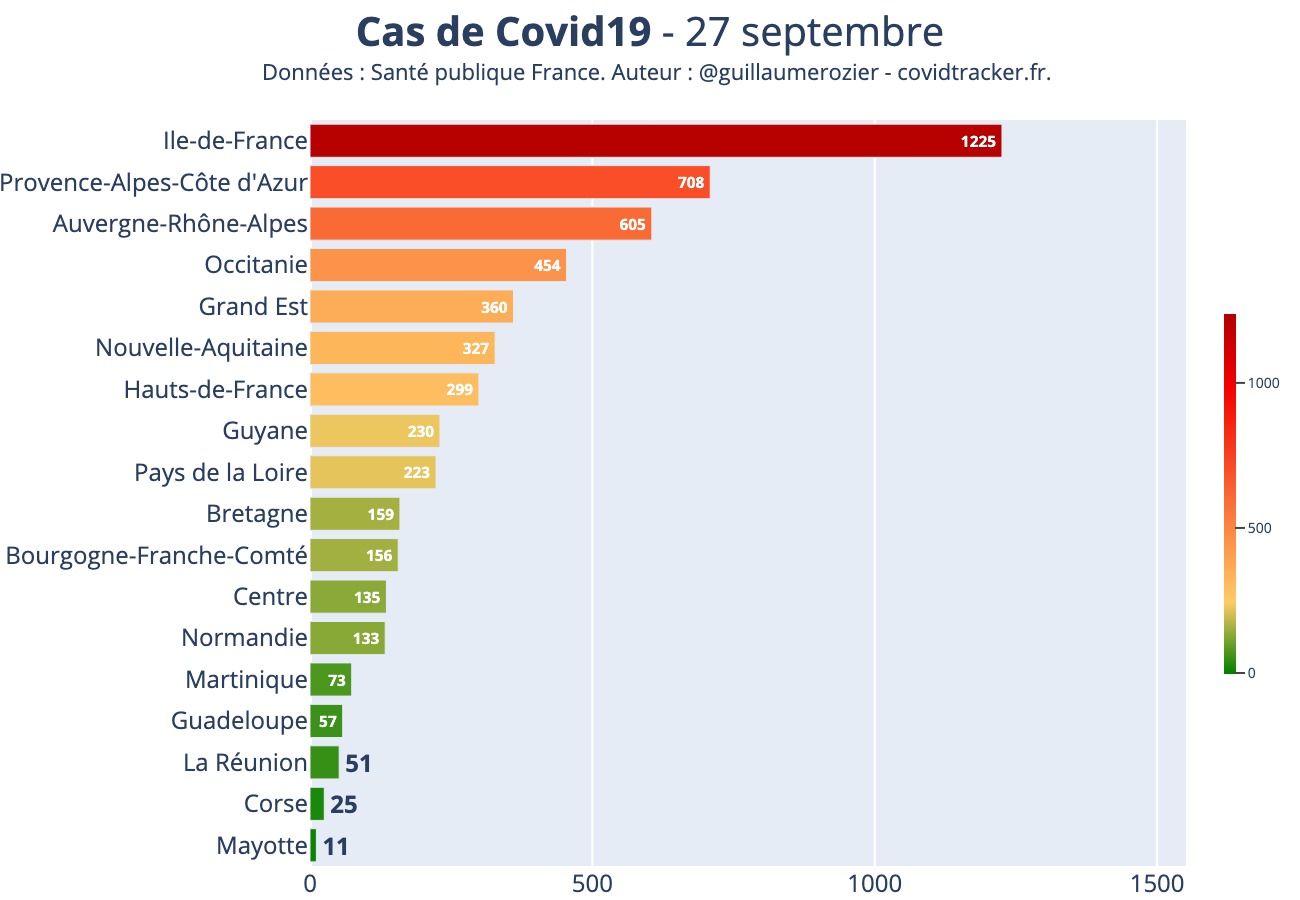 Cas de Covid19 - 27 septembre
Données : Santé publique France. Auteur : @guillaumerozier - covidtracker.fr.
Ile-de-France 1225
Provence-Alpes-Côte d'Azur 708
Auvergne-Rhône-Alpes 605
Occitanie 454
Grand Est 360
Nouvelle-Aquitaine 327
Hauts-de-France 299
Guyane 230
Pays de la Loire 223
Bretagne 159
Bourgogne-Franche-Comté 156
Centre 135
Normandie 133
Martinique 73
Guadeloupe 57
La Réunion 51
Corse 25
Mayotte 11
0 500 1000 1500
1000
500
0